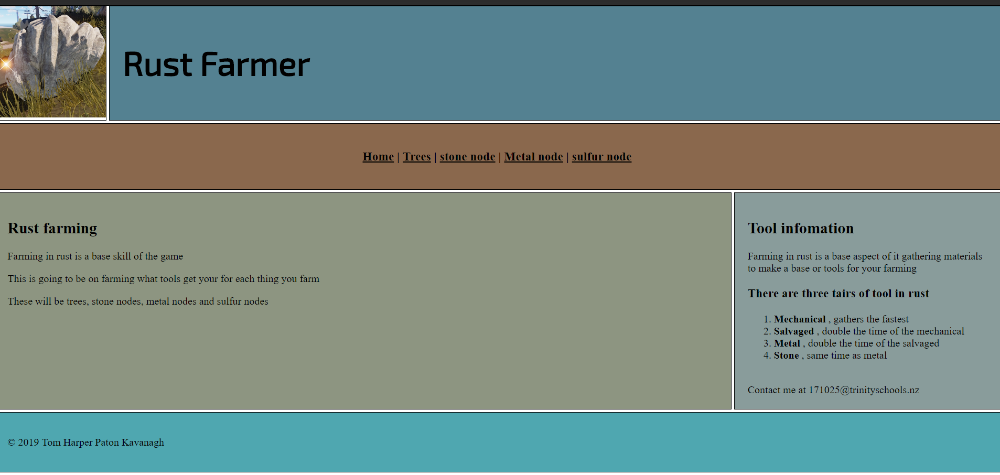 Rust Farmer
Home | Trees | stone node | Metal node | sulfur node
Rust farming
Farming in rust is a base skill of the game
This is going to be on farming what tools get your for each thing you farm
These will be trees, stone nodes, metal nodes and sulfur nodes
Tool infomation
Farming in rust is a base aspect of it gathering materials
to make a base or tools for your farming
There are three tairs of tool in rust
1. Mechanical , gathers the fastest
2. Salvaged , double the time of the mechanical
3. Metal , double the time of the salvaged
4. Stone , same time as metal
Contact me at 171025@trinityschools.nz
© 2019 Tom Harper Paton Kavanagh